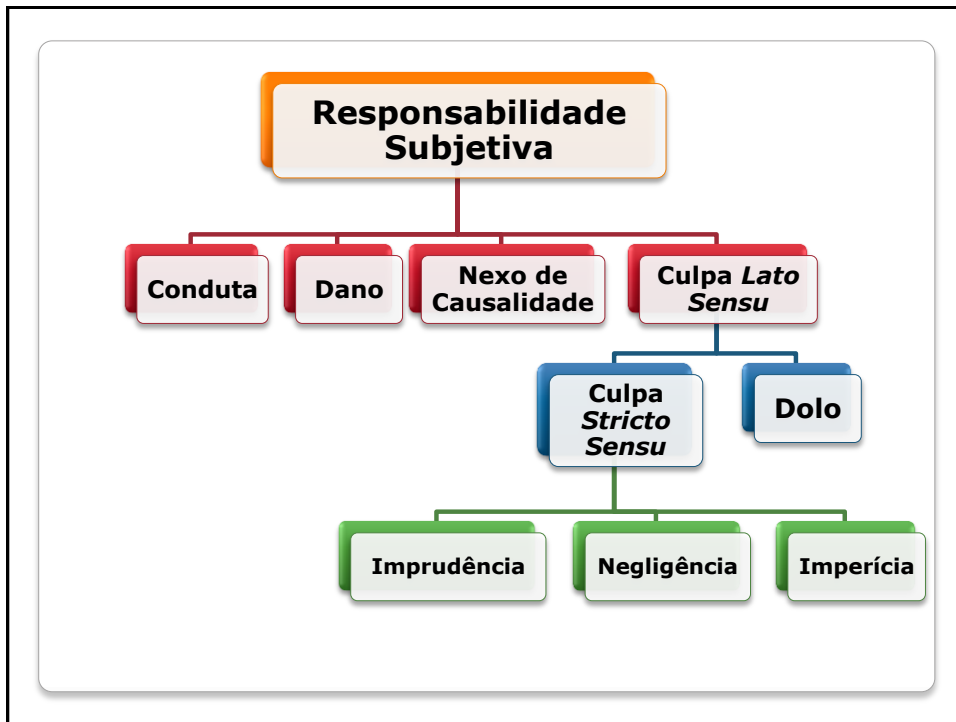 Responsabilidade
Subjetiva
Conduta
Dano
Nexo de
Causalidade
Culpa Lato
Sensu
Culpa
Stricto
Sensu
Dolo
Imprudência
Negligência
Imperícia